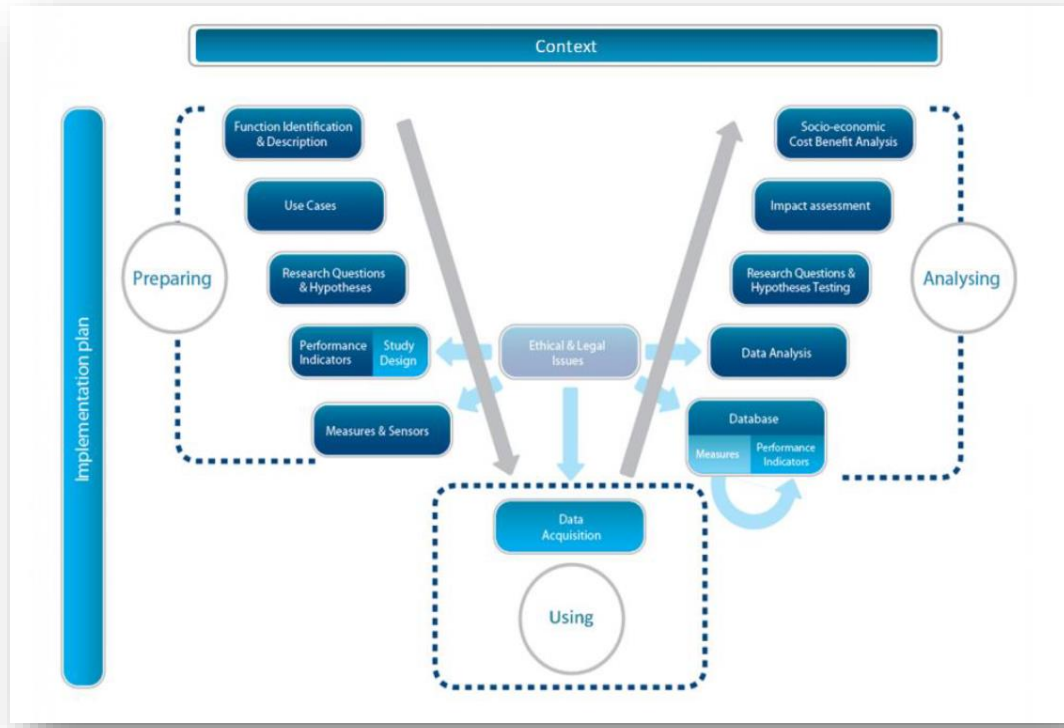 Context
Implementation plan
Preparing
Function Identification
& Description
Use Cases
Research Questions
& Hypotheses
Performance
Indicators
Study
Design
Measures & Sensors
Ethical & Legal
Issues
Data
Acquisition
Using
Socio-economic
Cost Benefit Analysis
Impact assessment
Research Questions &
Hypotheses Testing
Data Analysis
Database
Measures
Performance
Indicators
Analysing